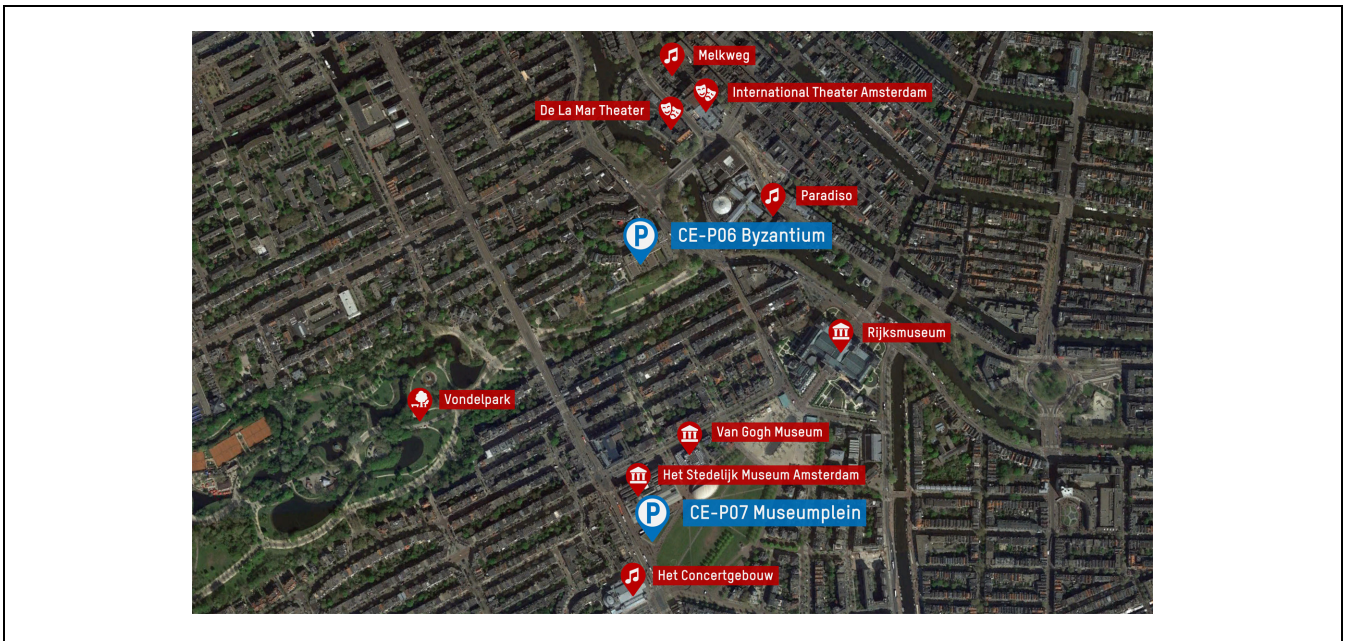 Melkweg
International Theater Amsterdam
De La Mar Theater
Paradiso
P
CE-P06 Byzantium
Rijksmuseum
Vondelpark
Van Gogh Museum
Het Stedelijk Museum Amsterdam
P
CE-P07 Museumplein
Het Concertgebouw